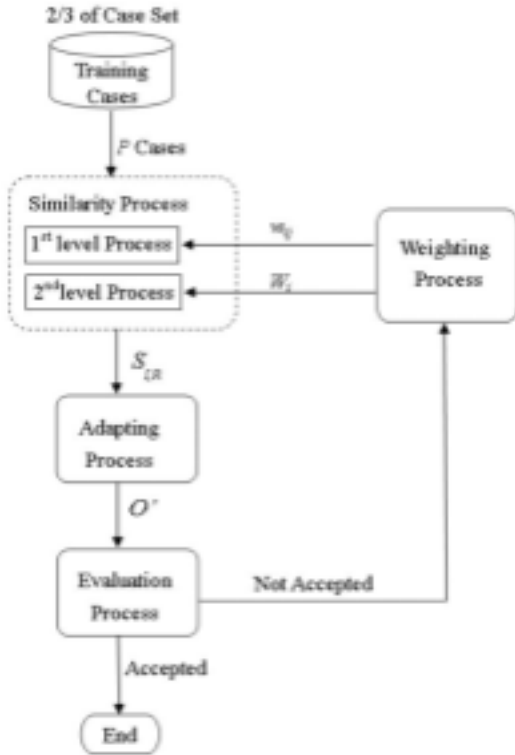 2/3 of Case Set
Training
Cases
P Cases
Similarity Process
1st level Process
2nd level Process
Weighting
Process
Adapting
Process
Evaluation
Process
Not Accepted
Accepted
End